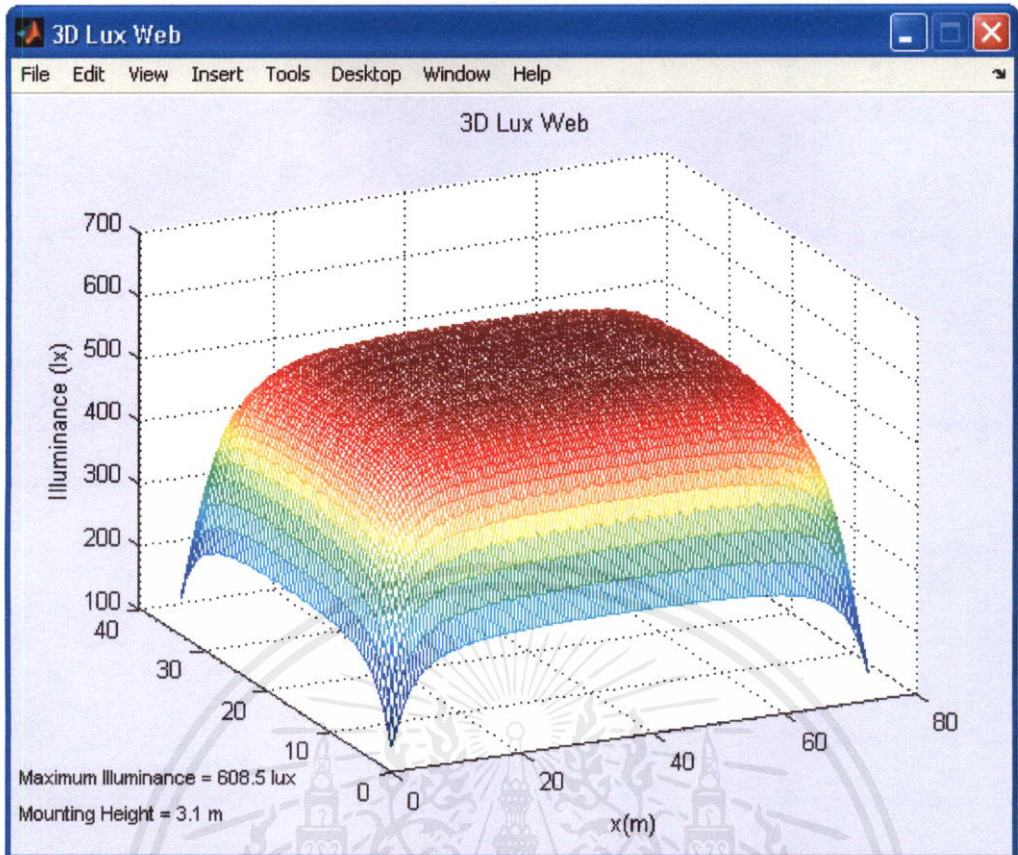 3D Lux Web
File Edit View Insert Tools Desktop Window Help
3D Lux Web
700
600
500
400
300
200
100
Illuminance (lx)
40
30
20
10
0
0
20
40
60
80
x(m)
Maximum Illuminance = 608.5 lux
Mounting Height = 3.1 m